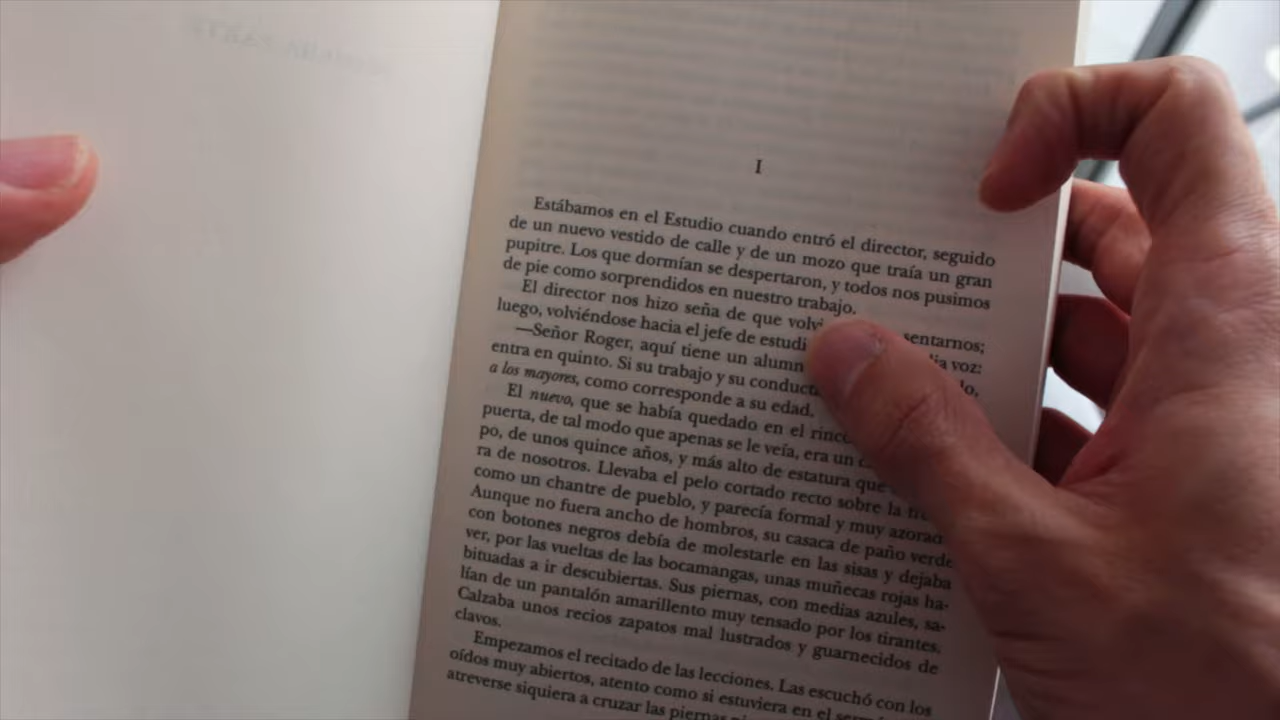 I
Estábamos en el Estudio cuando entró el director, seguido
de un nuevo vestido de calle y de un mozo que traía un gran
pupitre. Los que dormían se despertaron, y todos nos pusimos
de pie como sorprendidos en nuestro trabajo.
El director nos hizo seña de que volvi sentarnos;
luego, volviéndose hacia el jefe de estudi dia voz:
—Señor Roger, aquí tiene un alumn
entra en quinto. Si su trabajo y su conduct lo,
a los mayores, como corresponde a su edad.
El nuevo, que se había quedado en el rinc
puerta, de tal modo que apenas se le veía, era un
po, de unos quince años, y más alto de estatura que
ra de nosotros. Llevaba el pelo cortado recto sobre la
como un chantre de pueblo, y parecía formal y muy azorad
Aunque no fuera ancho de hombros, su casaca de paño verde
con botones negros debía de molestarle en las sisas y dejaba
ver, por las vueltas de las bocamangas, unas muñecas rojas ha-
bituadas a ir descubiertas. Sus piernas, con medias azules, sa-
lían de un pantalón amarillento muy tensado por los tirantes.
Calzaba unos recios zapatos mal lustrados y guarnecidos de
clavos.
Empezamos el recitado de las lecciones. Las escuchó con los
oídos muy abiertos, atento como si estuviera en el
atreverse siquiera a cruzar las piernas